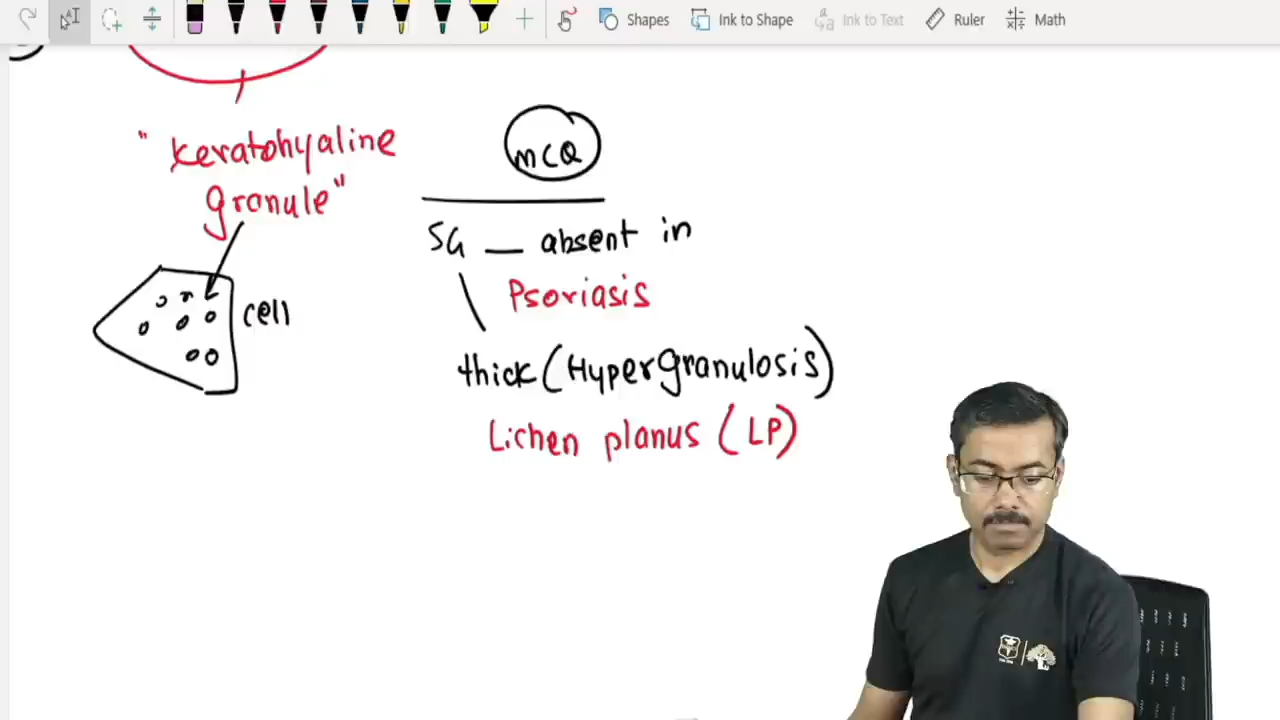 Shapes
Ink to Shape
Ink to Text
Ruler
Math
"Keratohyaline
granule"
MCQ
SG — absent in
Psoriasis
cell
thick (Hypergranulosis)
Lichen planus (LP)